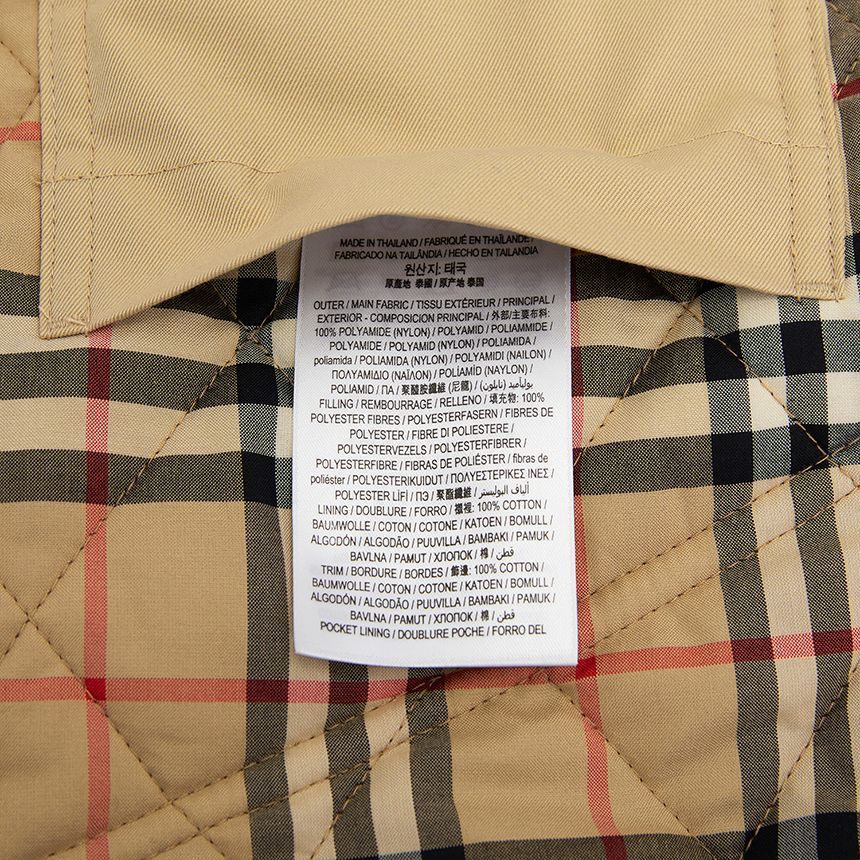 MADE IN THAILAND / FABRIQUÉ EN THAÏLANDE /
FABRICADO NA TAILÂNDIA / HECHO EN TAILANDIA
원산지: 태국
原產地 泰國 / 原产地 泰国
OUTER / MAIN FABRIC / TISSU EXTÉRIEUR / PRINCIPAL /
EXTERIOR - COMPOSICION PRINCIPAL / 外部/主要布料:
100% POLYAMIDE (NYLON) / POLYAMID / POLIAMMIDE /
POLYAMIDE / POLYAMID (NYLON) / POLIAMIDA /
poliamida / POLIAMIDA (NYLON) / POLYAMIDI (NAILON) /
ΠΟΛΥΑΜΙΔΙΟ (ΝΑΪΛΟΝ) / POLİAMİD (NAYLON) /
POLIAMID / ПА / 聚醯胺纖維 (尼龍) / بوليأميد (نايلون) /
FILLING / REMBOURRAGE / RELLENO / 填充物: 100%
POLYESTER FIBRES / POLYESTERFASERN / FIBRES DE
POLYESTER / FIBRE DI POLIESTERE /
POLYESTERVEZELS / POLYESTERFIBRER /
POLYESTERFIBRE / FIBRAS DE POLIÉSTER / fibras de
poliéster / POLYESTERIKUIDUT / ΠΟΛΥΕΣΤΕΡΙΚΕΣ ΙΝΕΣ /
POLYESTER LİFİ / ПЭ / 聚酯纖維 / ألياف البوليستر /
LINING / DOUBLURE / FORRO / 襯裡: 100% COTTON /
BAUMWOLLE / COTON / COTONE / KATOEN / BOMULL /
ALGODÓN / ALGODÃO / PUUVILLA / BAMBAKI / PAMUK /
BAVLNA / PAMUT / ХЛОПОК / 棉 / قطن /
TRIM / BORDURE / BORDES / 飾邊: 100% COTTON /
BAUMWOLLE / COTON / COTONE / KATOEN / BOMULL /
ALGODÓN / ALGODÃO / PUUVILLA / BAMBAKI / PAMUK /
BAVLNA / PAMUT / ХЛОПОК / 棉 / قطن /
POCKET LINING / DOUBLURE POCHE / FORRO DEL